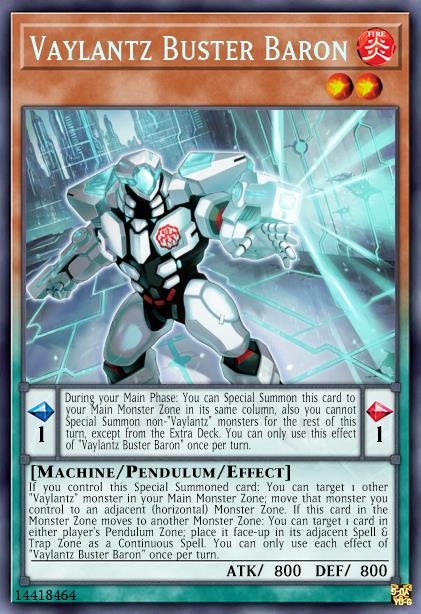 VAYLANTZ BUSTER BARON
FIRE
炎
During your Main Phase: You can Special Summon this card to
your Main Monster Zone in its same column, also you cannot
Special Summon non-"Vaylantz" monsters for the rest of this
turn, except from the Extra Deck. You can only use this effect
of "Vaylantz Buster Baron" once per turn.
1
1
[MACHINE/PENDULUM/EFFECT]
If you control this Special Summoned card: You can target 1 other
"Vaylantz" monster in your Main Monster Zone; move that monster you
control to an adjacent (horizontal) Monster Zone. If this card in the
Monster Zone moves to another Monster Zone: You can target 1 card in
either player's Pendulum Zone; place it face-up in its adjacent Spell &
Trap Zone as a Continuous Spell. You can only use each effect of
"Vaylantz Buster Baron" once per turn.
ATK/ 800 DEF/ 800
14418464